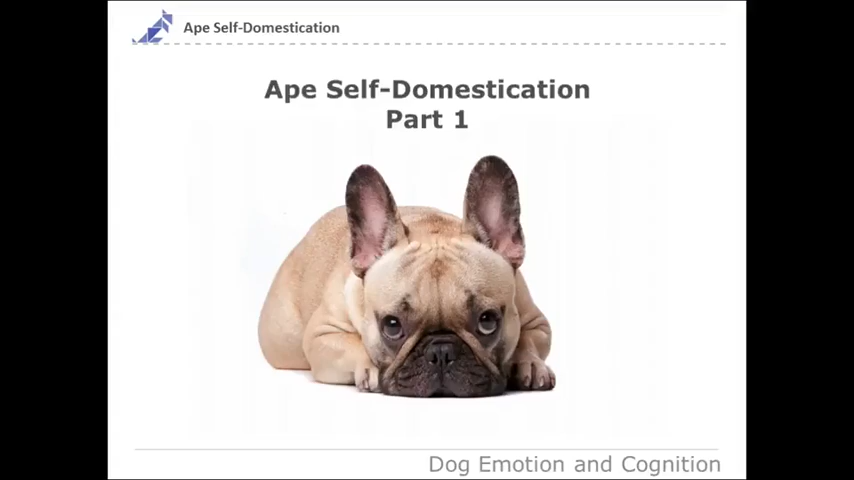 Ape Self-Domestication
Ape Self-Domestication
Part 1
Dog Emotion and Cognition